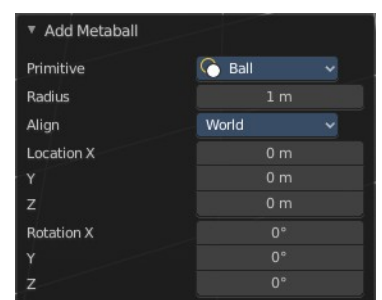 Add Metaball
Primitive Ball
Radius 1 m
Align World
Location X 0 m
Y 0 m
Z 0 m
Rotation X 0°
Y 0°
Z 0°